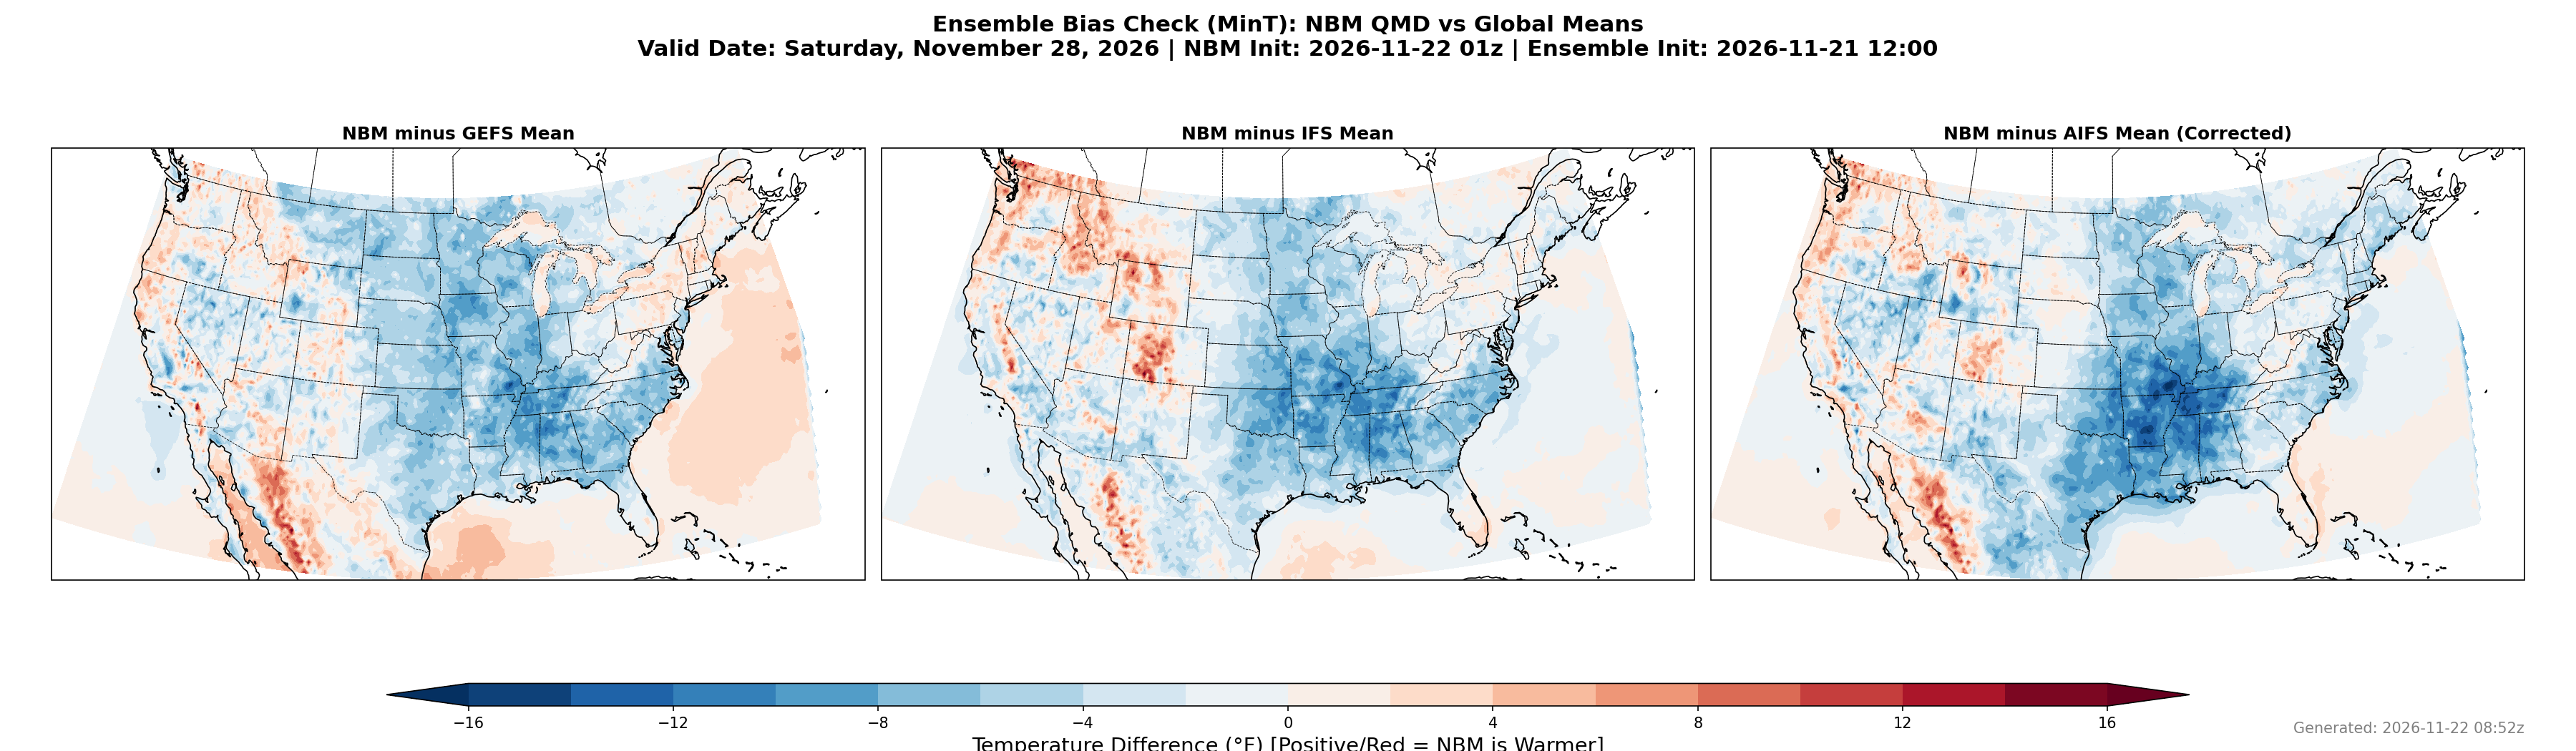 Ensemble Bias Check (MinT): NBM QMD vs Global Means
Valid Date: Saturday, November 28, 2026 | NBM Init: 2026-11-22 01z | Ensemble Init: 2026-11-21 12:00
NBM minus GEFS Mean
NBM minus IFS Mean
NBM minus AIFS Mean (Corrected)
−16 −12 −8 −4 0 4 8 12 16
Temperature Difference (°F) [Positive/Red = NBM is Warmer]
Generated: 2026-11-22 08:52z